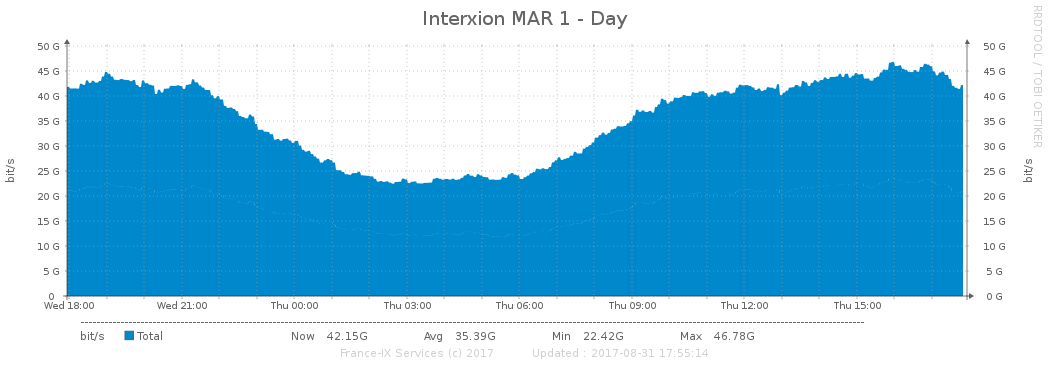 Interxion MAR 1 - Day
RRDTOOL / TOBI OETIKER
bit/s
50 G 50 G
45 G 45 G
40 G 40 G
35 G 35 G
30 G 30 G
25 G 25 G
20 G 20 G
15 G 15 G
10 G 10 G
5 G 5 G
0 0 G
bit/s
Wed 18:00 Wed 21:00 Thu 00:00 Thu 03:00 Thu 06:00 Thu 09:00 Thu 12:00 Thu 15:00
bit/s Total Now 42.15G Avg 35.39G Min 22.42G Max 46.78G
France-IX Services (c) 2017 Updated : 2017-08-31 17:55:14